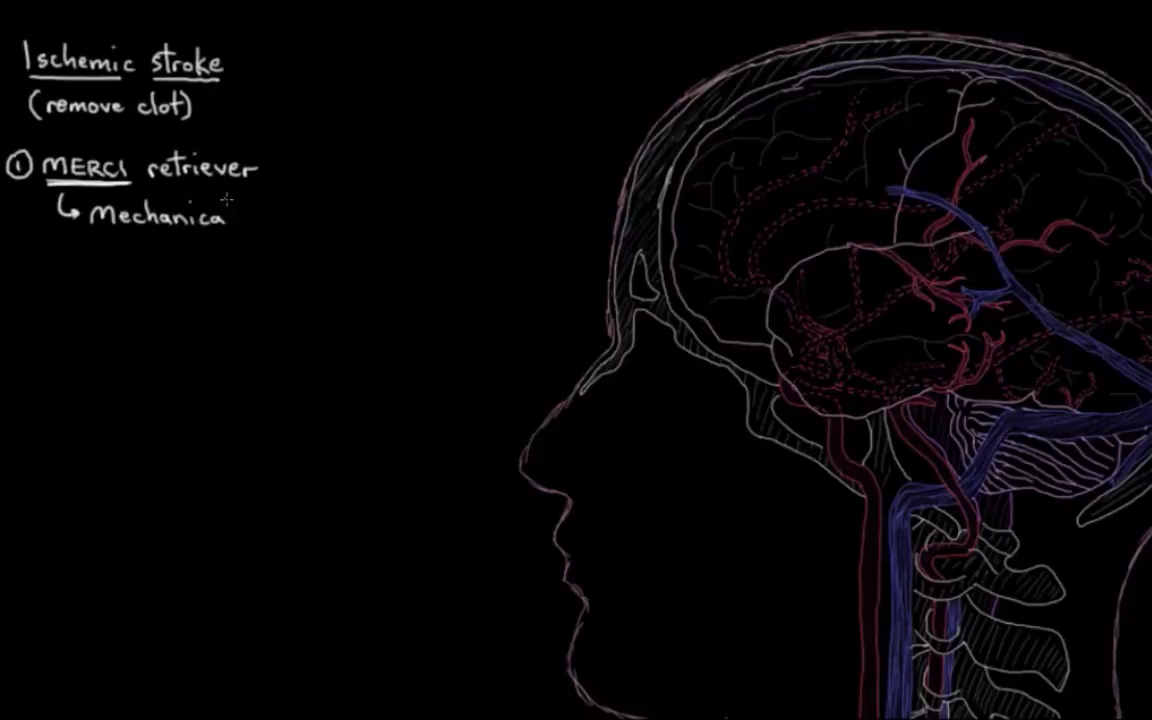 Ischemic stroke
(remove clot)
① MERCI retriever
↳ Mechanica